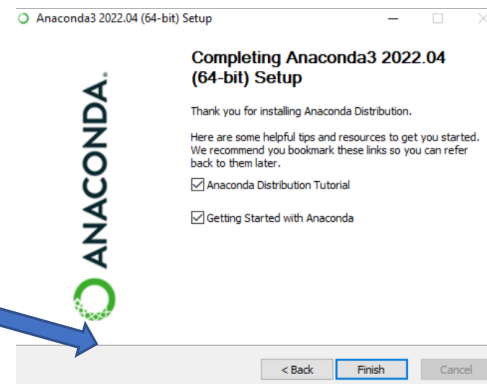 Anaconda3 2022.04 (64-bit) Setup
Completing Anaconda3 2022.04
(64-bit) Setup
Thank you for installing Anaconda Distribution.
Here are some helpful tips and resources to get you started.
We recommend you bookmark these links so you can refer
back to them later.
Anaconda Distribution Tutorial
Getting Started with Anaconda
ANACONDA.
< Back
Finish
Cancel